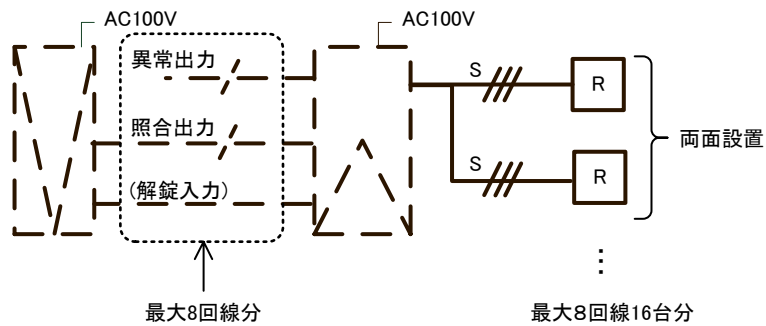 AC100V
AC100V
異常出力
照合出力
(解錠入力)
S
R
S
R
両面設置
⋮
最大8回線分
最大８回線16台分